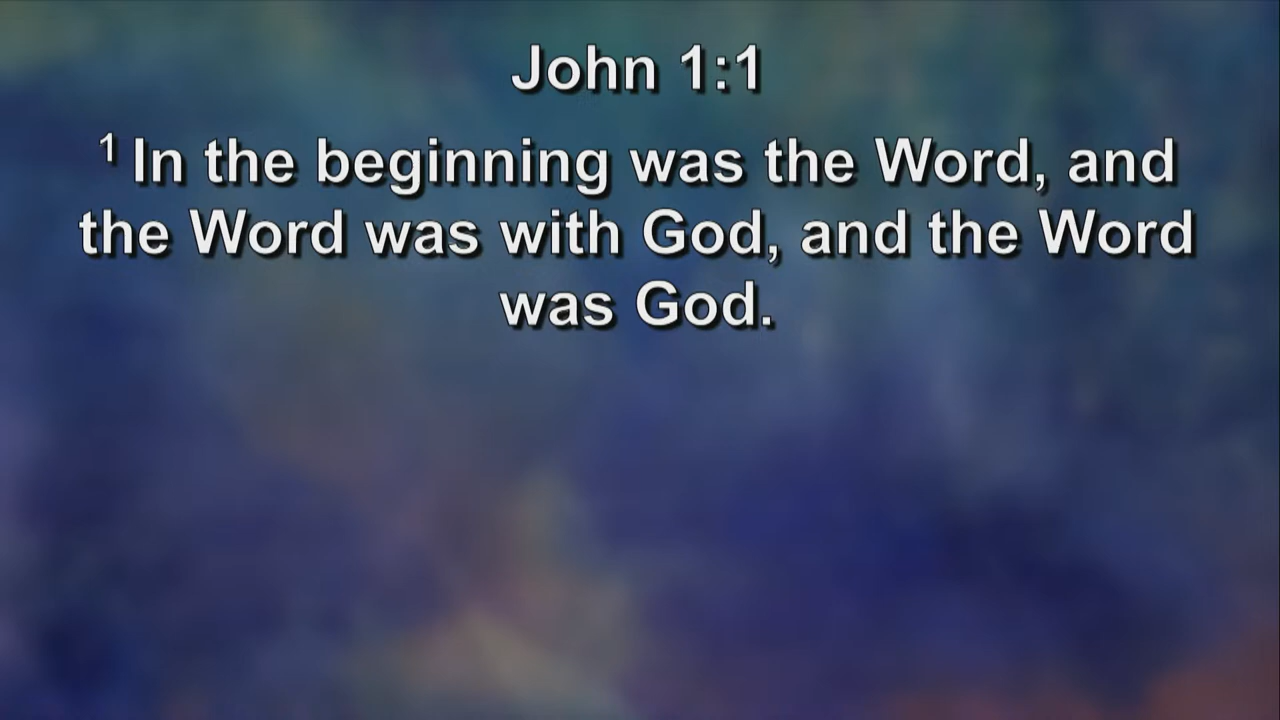 John 1:1
¹ In the beginning was the Word, and
the Word was with God, and the Word
was God.